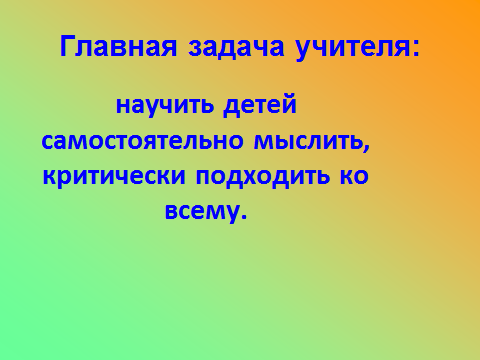 Главная задача учителя:
научить детей
самостоятельно мыслить,
критически подходить ко
всему.